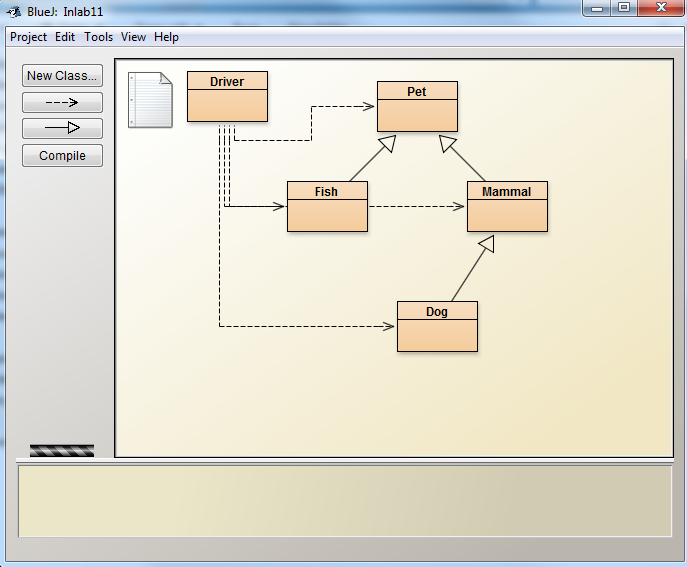 BlueJ: Inlab11
Project Edit Tools View Help
New Class...
Compile
Driver
Pet
Fish
Mammal
Dog